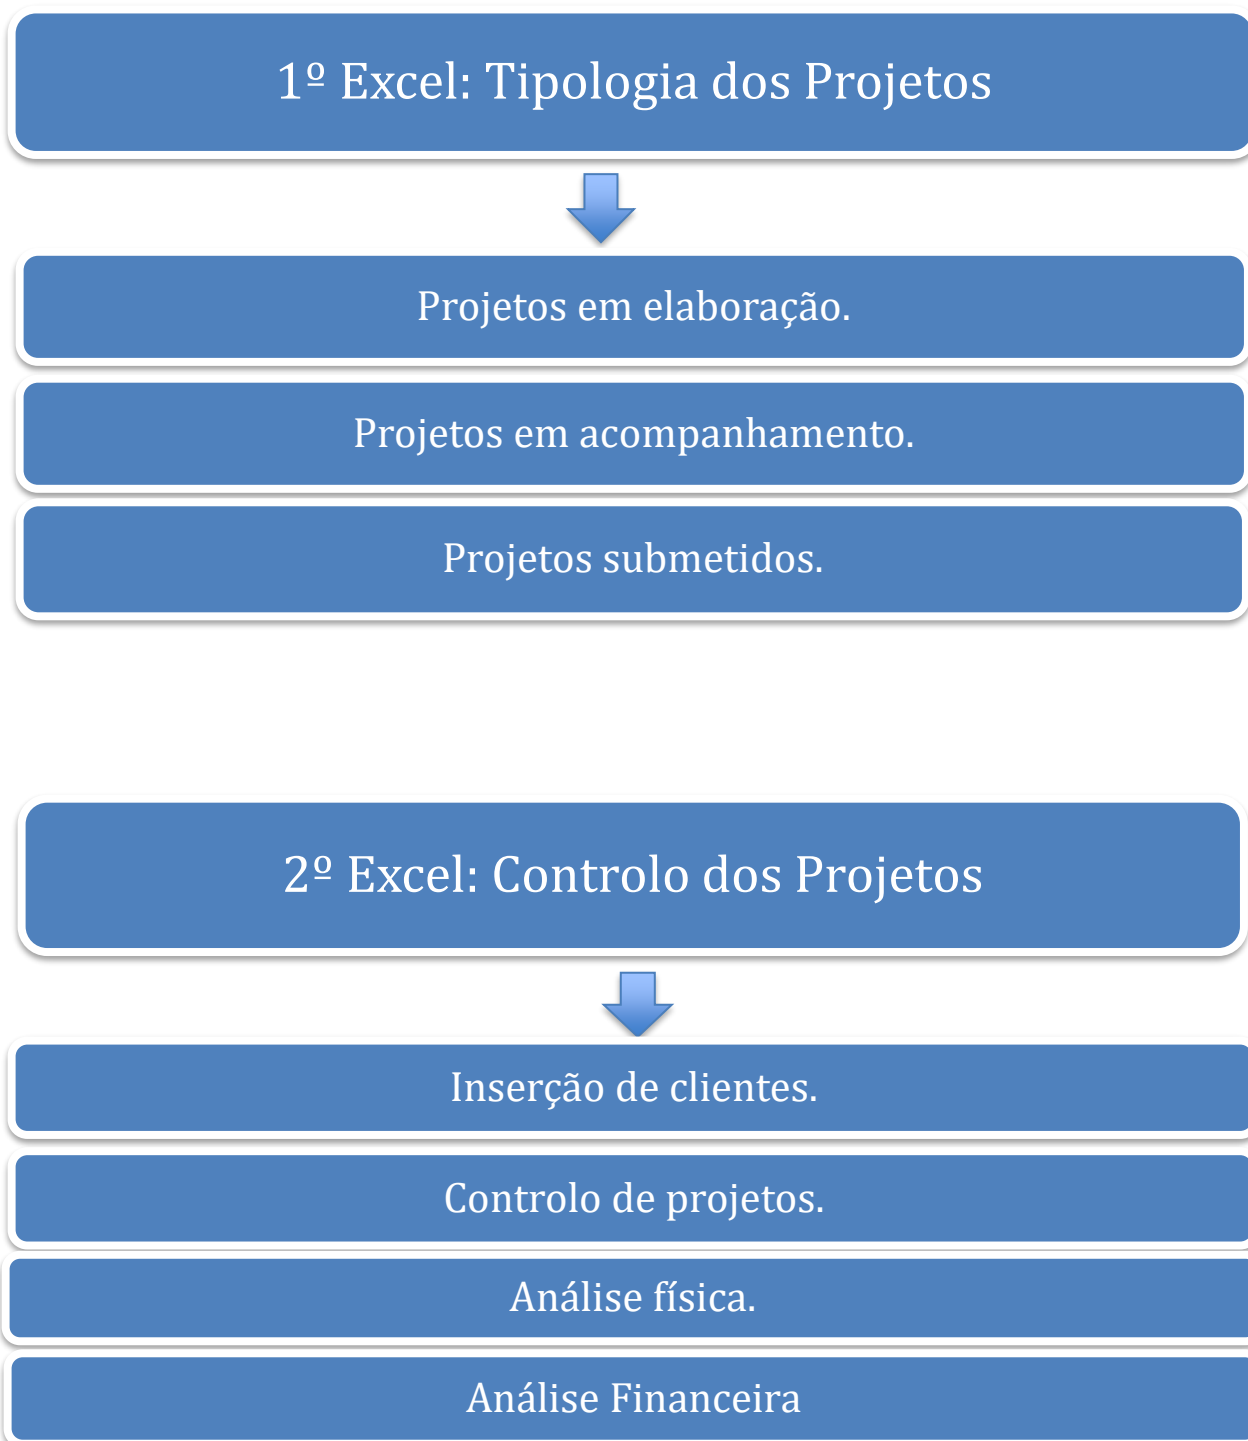 1º Excel: Tipologia dos Projetos
Projetos em elaboração.
Projetos em acompanhamento.
Projetos submetidos.
2º Excel: Controlo dos Projetos
Inserção de clientes.
Controlo de projetos.
Análise física.
Análise Financeira